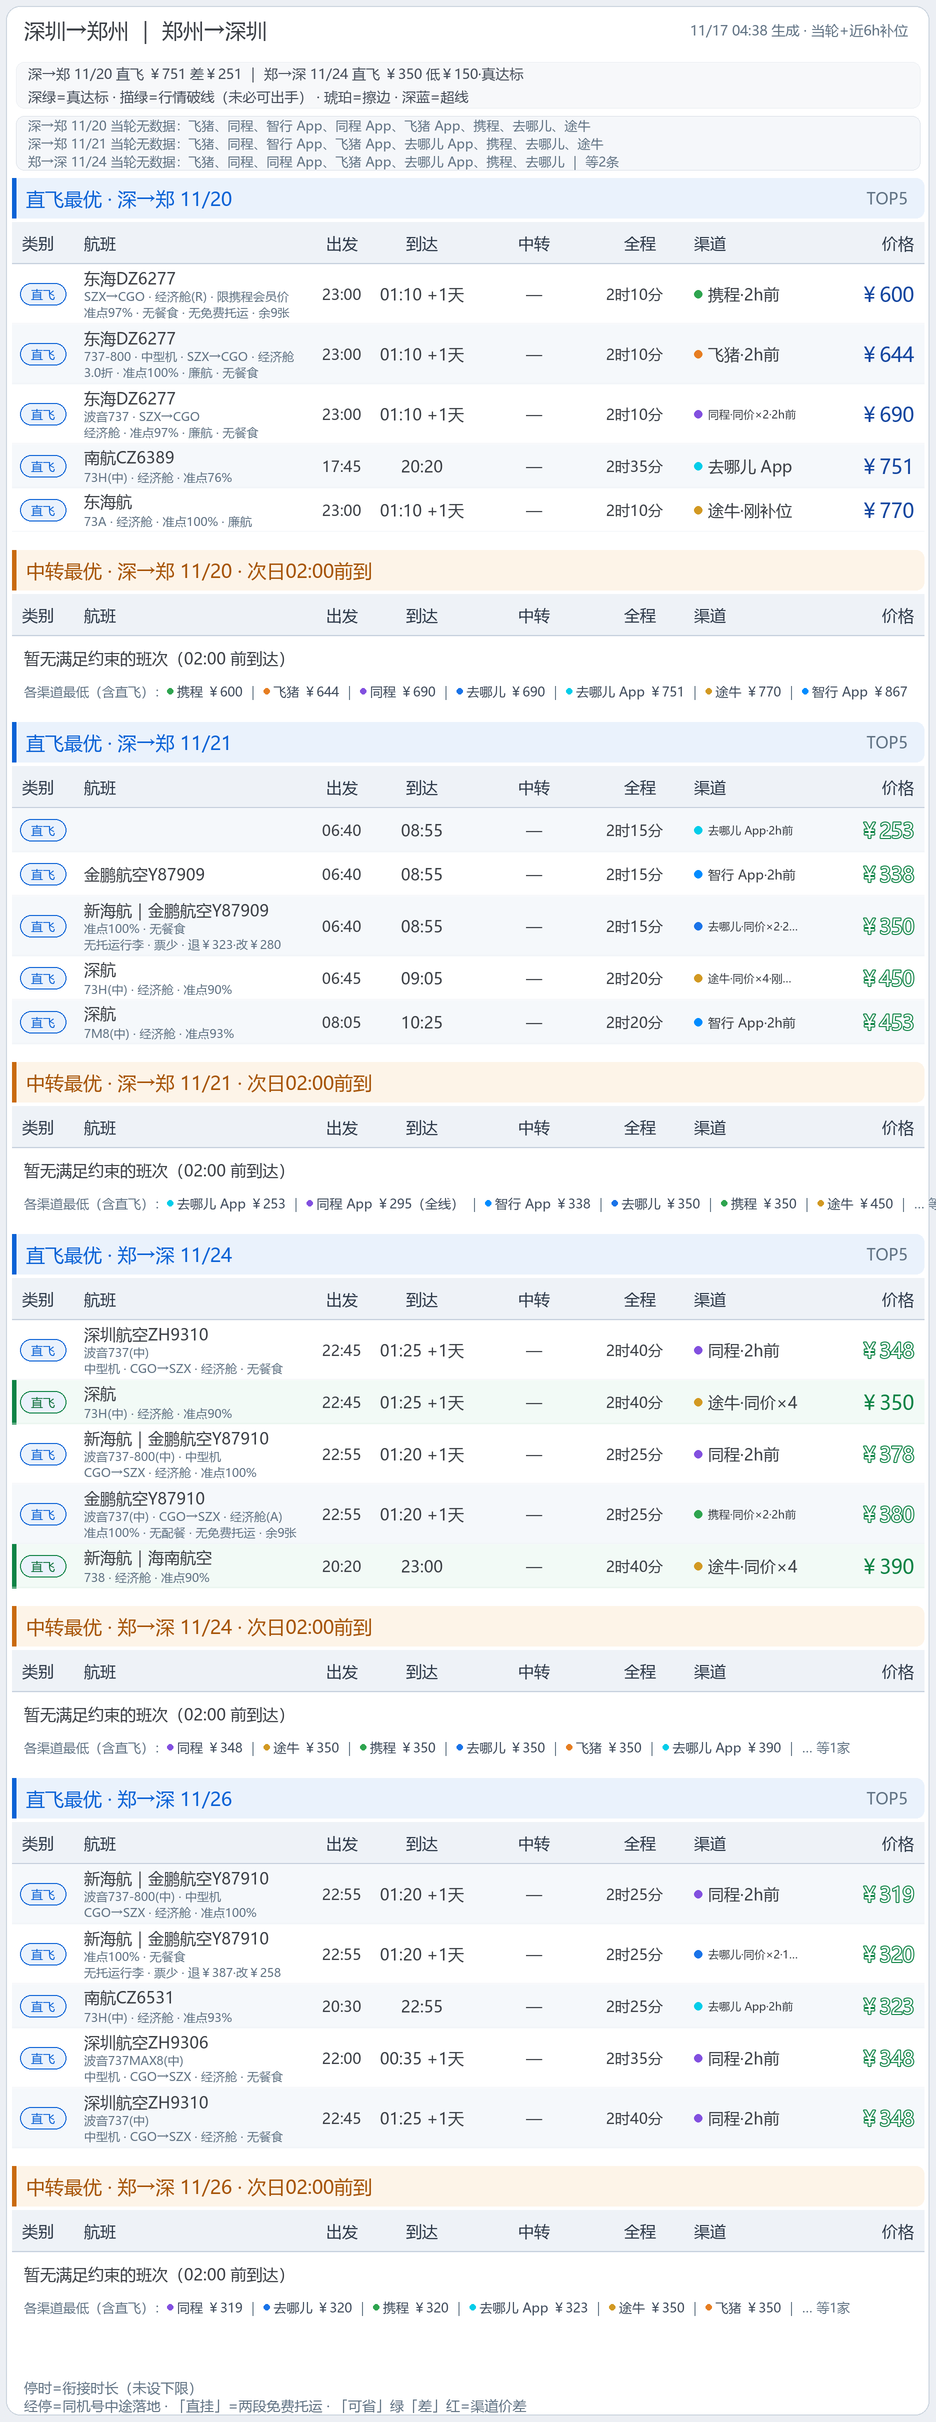 深圳→郑州 | 郑州→深圳
11/17 04:38 生成 · 当轮+近6h补位
深→郑 11/20 直飞 ¥751 差¥251 | 郑→深 11/24 直飞 ¥350 低¥150·真达标
深绿=真达标 · 描绿=行情破线（未必可出手） · 琥珀=擦边 · 深蓝=超线
深→郑 11/20 当轮无数据：飞猪、同程、智行 App、同程 App、飞猪 App、携程、去哪儿、途牛
深→郑 11/21 当轮无数据：飞猪、同程、智行 App、飞猪 App、去哪儿 App、携程、去哪儿、途牛
郑→深 11/24 当轮无数据：飞猪、同程、同程 App、飞猪 App、去哪儿 App、携程、去哪儿 | 等2条
直飞最优 · 深→郑 11/20 TOP5
类别 航班 出发 到达 中转 全程 渠道 价格
东海DZ6277
直飞 SZX→CGO · 经济舱(R) · 限携程会员价 23:00 01:10 +1天 — 2时10分 携程·2h前 ¥600
准点97% · 无餐食 · 无免费托运 · 余9张
东海DZ6277
直飞 737-800 · 中型机 · SZX→CGO · 经济舱 23:00 01:10 +1天 — 2时10分 飞猪·2h前 ¥644
3.0折 · 准点100% · 廉航 · 无餐食
东海DZ6277
直飞 波音737 · SZX→CGO 23:00 01:10 +1天 — 2时10分 同程·同价×2·2h前 ¥690
经济舱 · 准点97% · 廉航 · 无餐食
南航CZ6389
直飞 73H(中) · 经济舱 · 准点76% 17:45 20:20 — 2时35分 去哪儿 App ¥751
东海航
直飞 73A · 经济舱 · 准点100% · 廉航 23:00 01:10 +1天 — 2时10分 途牛·刚补位 ¥770
中转最优 · 深→郑 11/20 · 次日02:00前到
类别 航班 出发 到达 中转 全程 渠道 价格
暂无满足约束的班次（02:00 前到达）
各渠道最低（含直飞）: 携程 ¥600 | 飞猪 ¥644 | 同程 ¥690 | 去哪儿 ¥690 | 去哪儿 App ¥751 | 途牛 ¥770 | 智行 App ¥867
直飞最优 · 深→郑 11/21 TOP5
类别 航班 出发 到达 中转 全程 渠道 价格
直飞 06:40 08:55 — 2时15分 去哪儿 App·2h前 ¥253
直飞 金鹏航空Y87909 06:40 08:55 — 2时15分 智行 App·2h前 ¥338
新海航 | 金鹏航空Y87909
直飞 准点100% · 无餐食 06:40 08:55 — 2时15分 去哪儿·同价×2·2... ¥350
无托运行李 · 票少 · 退¥323·改¥280
深航
直飞 73H(中) · 经济舱 · 准点90% 06:45 09:05 — 2时20分 途牛·同价×4·刚... ¥450
深航
直飞 7M8(中) · 经济舱 · 准点93% 08:05 10:25 — 2时20分 智行 App·2h前 ¥453
中转最优 · 深→郑 11/21 · 次日02:00前到
类别 航班 出发 到达 中转 全程 渠道 价格
暂无满足约束的班次（02:00 前到达）
各渠道最低（含直飞）: 去哪儿 App ¥253 | 同程 App ¥295（全线） | 智行 App ¥338 | 去哪儿 ¥350 | 携程 ¥350 | 途牛 ¥450 | ...
直飞最优 · 郑→深 11/24 TOP5
类别 航班 出发 到达 中转 全程 渠道 价格
深圳航空ZH9310
直飞 波音737(中) 22:45 01:25 +1天 — 2时40分 同程·2h前 ¥348
中型机 · CGO→SZX · 经济舱 · 无餐食
深航
直飞 73H(中) · 经济舱 · 准点90% 22:45 01:25 +1天 — 2时40分 途牛·同价×4 ¥350
新海航 | 金鹏航空Y87910
直飞 波音737-800(中) · 中型机 22:55 01:20 +1天 — 2时25分 同程·2h前 ¥378
CGO→SZX · 经济舱 · 准点100%
金鹏航空Y87910
直飞 波音737(中) · CGO→SZX · 经济舱(A) 22:55 01:20 +1天 — 2时25分 携程·同价×2·2h前 ¥380
准点100% · 无配餐 · 无免费托运 · 余9张
新海航 | 海南航空
直飞 738 · 经济舱 · 准点90% 20:20 23:00 — 2时40分 途牛·同价×4 ¥390
中转最优 · 郑→深 11/24 · 次日02:00前到
类别 航班 出发 到达 中转 全程 渠道 价格
暂无满足约束的班次（02:00 前到达）
各渠道最低（含直飞）: 同程 ¥348 | 途牛 ¥350 | 携程 ¥350 | 去哪儿 ¥350 | 飞猪 ¥350 | 去哪儿 App ¥390 | ... 等1家
直飞最优 · 郑→深 11/26 TOP5
类别 航班 出发 到达 中转 全程 渠道 价格
新海航 | 金鹏航空Y87910
直飞 波音737-800(中) · 中型机 22:55 01:20 +1天 — 2时25分 同程·2h前 ¥319
CGO→SZX · 经济舱 · 准点100%
新海航 | 金鹏航空Y87910
直飞 准点100% · 无餐食 22:55 01:20 +1天 — 2时25分 去哪儿·同价×2·1... ¥320
无托运行李 · 票少 · 退¥387·改¥258
南航CZ6531
直飞 73H(中) · 经济舱 · 准点93% 20:30 22:55 — 2时25分 去哪儿 App·2h前 ¥323
深圳航空ZH9306
直飞 波音737MAX8(中) 22:00 00:35 +1天 — 2时35分 同程·2h前 ¥348
中型机 · CGO→SZX · 经济舱 · 无餐食
深圳航空ZH9310
直飞 波音737(中) 22:45 01:25 +1天 — 2时40分 同程·2h前 ¥348
中型机 · CGO→SZX · 经济舱 · 无餐食
中转最优 · 郑→深 11/26 · 次日02:00前到
类别 航班 出发 到达 中转 全程 渠道 价格
暂无满足约束的班次（02:00 前到达）
各渠道最低（含直飞）: 同程 ¥319 | 去哪儿 ¥320 | 携程 ¥320 | 去哪儿 App ¥323 | 途牛 ¥350 | 飞猪 ¥350 | ... 等1家
停时=衔接时长（未设下限）
经停=同机号中途落地 · 「直挂」=两段免费托运 · 「可省」绿「差」红=渠道价差